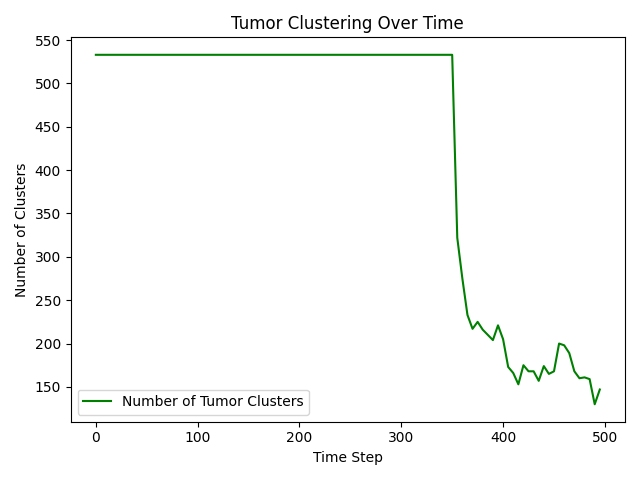 Tumor Clustering Over Time
Number of Clusters
550
500
450
400
350
300
250
200
150
Number of Tumor Clusters
0 100 200 300 400 500
Time Step